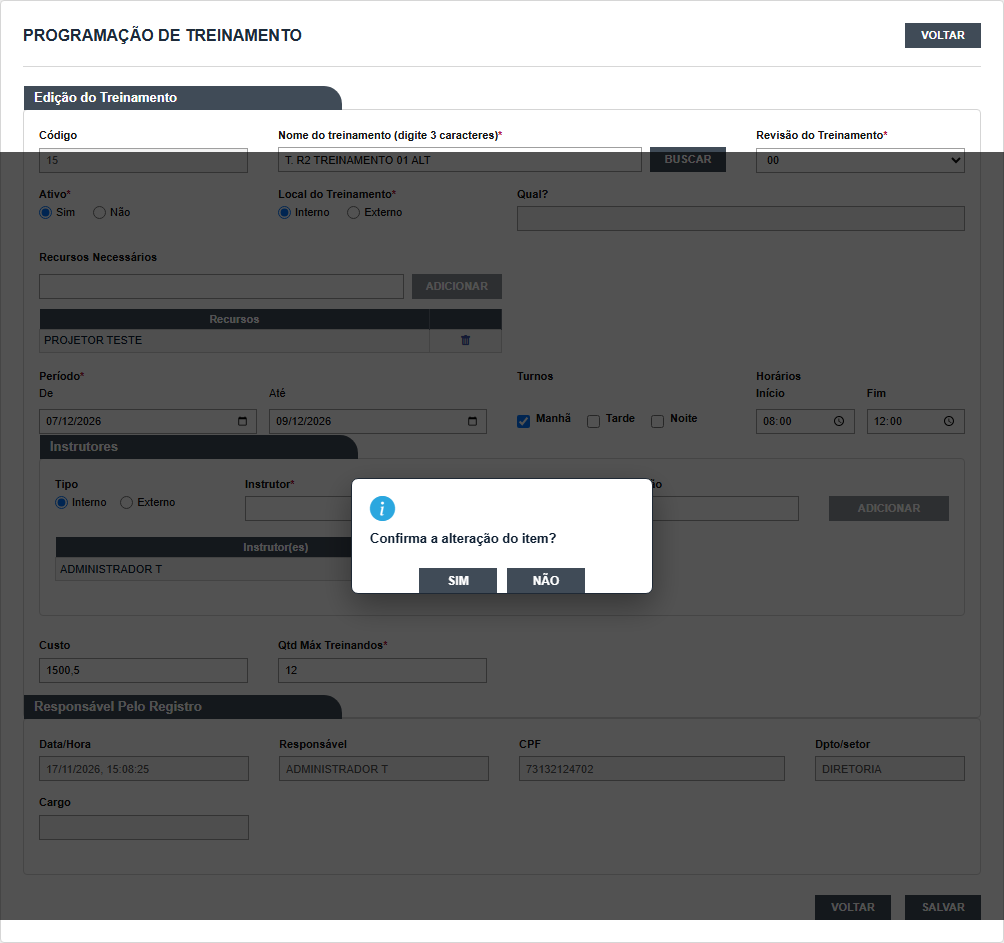 PROGRAMAÇÃO DE TREINAMENTO
VOLTAR
Edição do Treinamento
Código Nome do treinamento (digite 3 caracteres)* Revisão do Treinamento*
15 T. R2 TREINAMENTO 01 ALT BUSCAR 00
Ativo* Local do Treinamento* Qual?
Sim Não Interno Externo
Recursos Necessários
ADICIONAR
Recursos
PROJETOR TESTE
Período* Turnos Horários
De Até Início Fim
07/12/2026 09/12/2026 Manhã Tarde Noite 08:00 12:00
Instrutores
Tipo Instrutor* ão
Interno Externo ADICIONAR
Instrutor(es)
ADMINISTRADOR T
i
Confirma a alteração do item?
SIM NÃO
Custo Qtd Máx Treinandos*
1500,5 12
Responsável Pelo Registro
Data/Hora Responsável CPF Dpto/setor
17/11/2026, 15:08:25 ADMINISTRADOR T 73132124702 DIRETORIA
Cargo
VOLTAR SALVAR